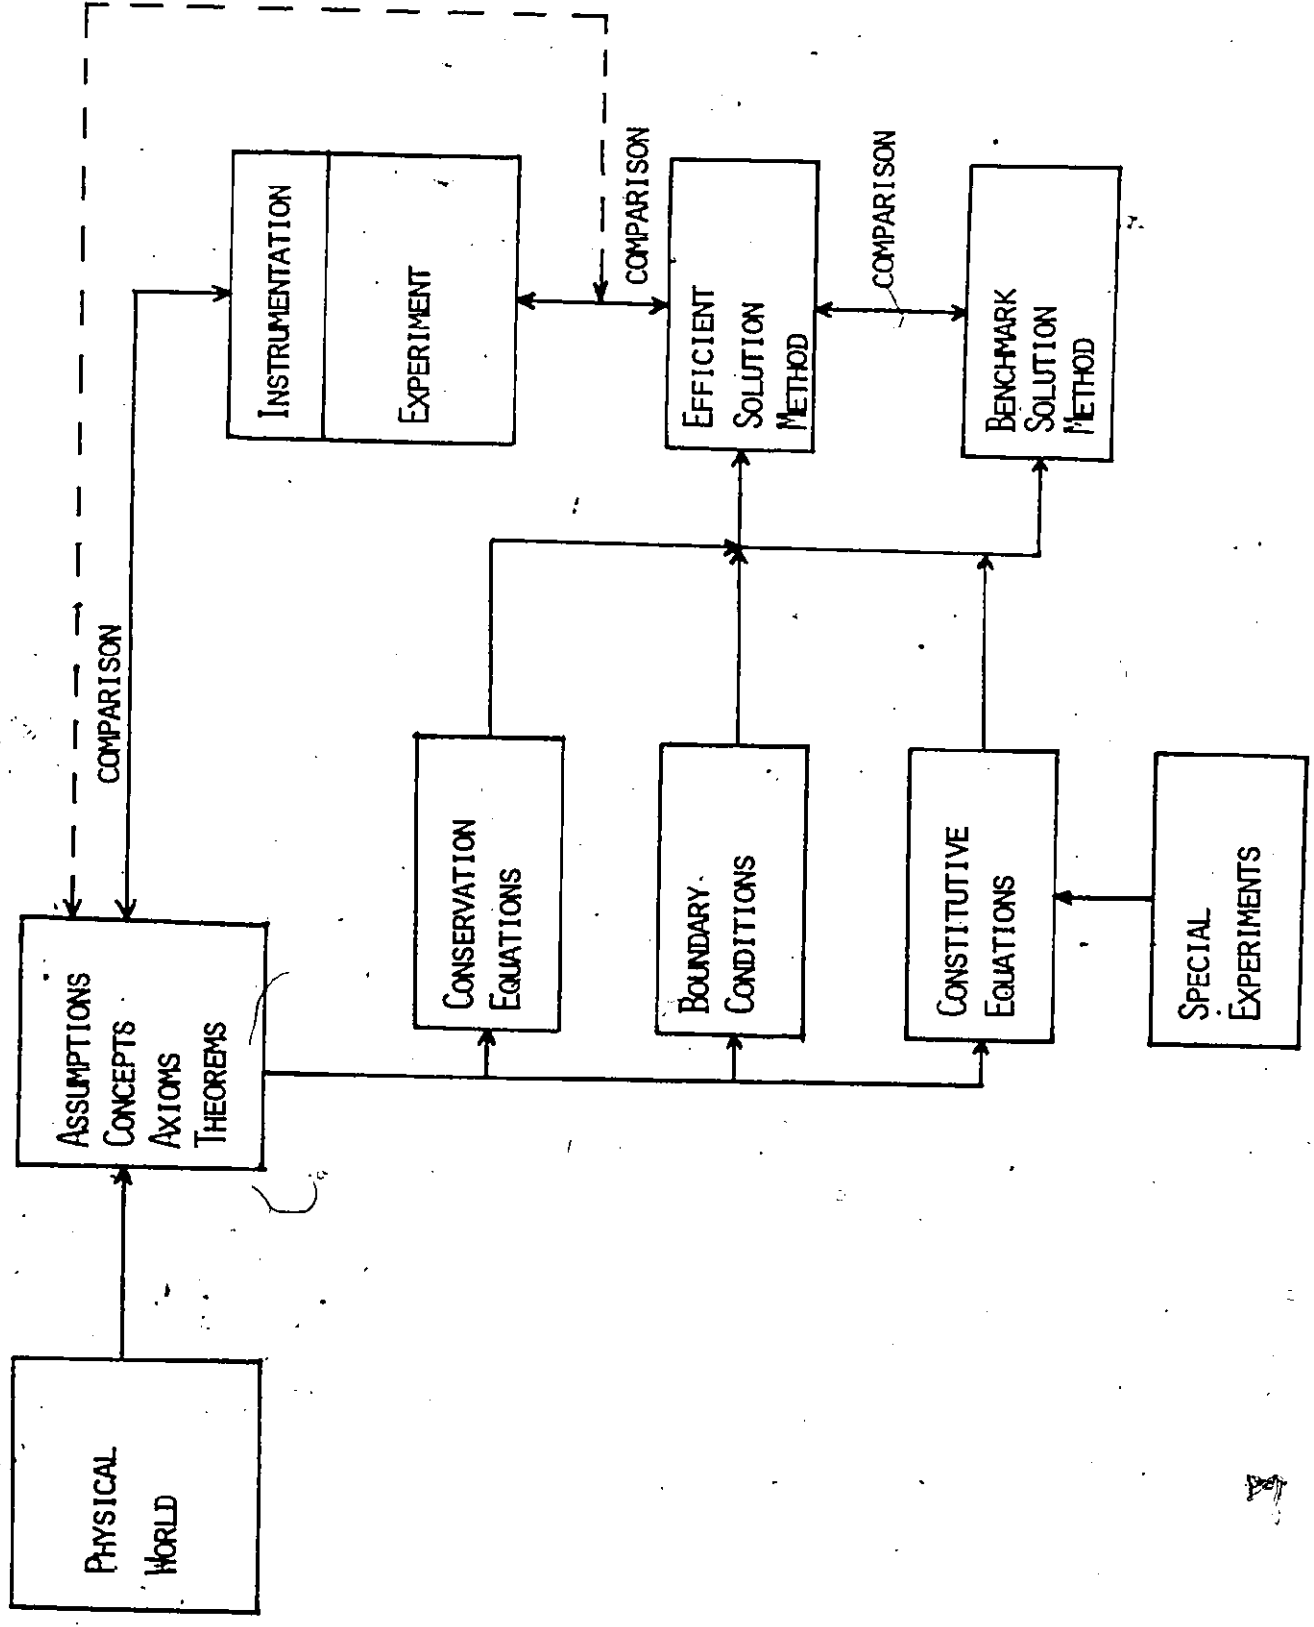 PHYSICAL
WORLD
ASSUMPTIONS
CONCEPTS
AXIOMS
THEOREMS
COMPARISON
INSTRUMENTATION
EXPERIMENT
COMPARISON
CONSERVATION
EQUATIONS
BOUNDARY
CONDITIONS
CONSTITUTIVE
EQUATIONS
SPECIAL
EXPERIMENTS
EFFICIENT
SOLUTION
METHOD
COMPARISON
BENCHMARK
SOLUTION
METHOD